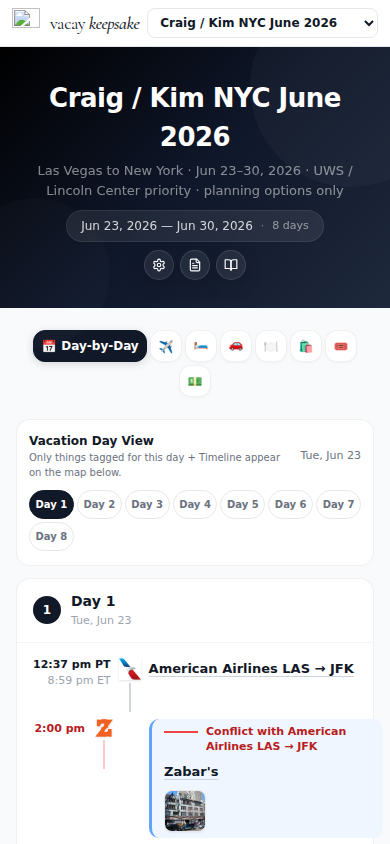 vacay keepsake
Craig / Kim NYC June 2026
Craig / Kim NYC June
2026
Las Vegas to New York · Jun 23–30, 2026 · UWS /
Lincoln Center priority · planning options only
Jun 23, 2026 — Jun 30, 2026 · 8 days
Day-by-Day
Vacation Day View
Only things tagged for this day + Timeline appear
on the map below.
Tue, Jun 23
Day 1 Day 2 Day 3 Day 4 Day 5 Day 6 Day 7
Day 8
1
Day 1
Tue, Jun 23
12:37 pm PT
8:59 pm ET
American Airlines LAS → JFK
2:00 pm
Conflict with American
Airlines LAS → JFK
Zabar's